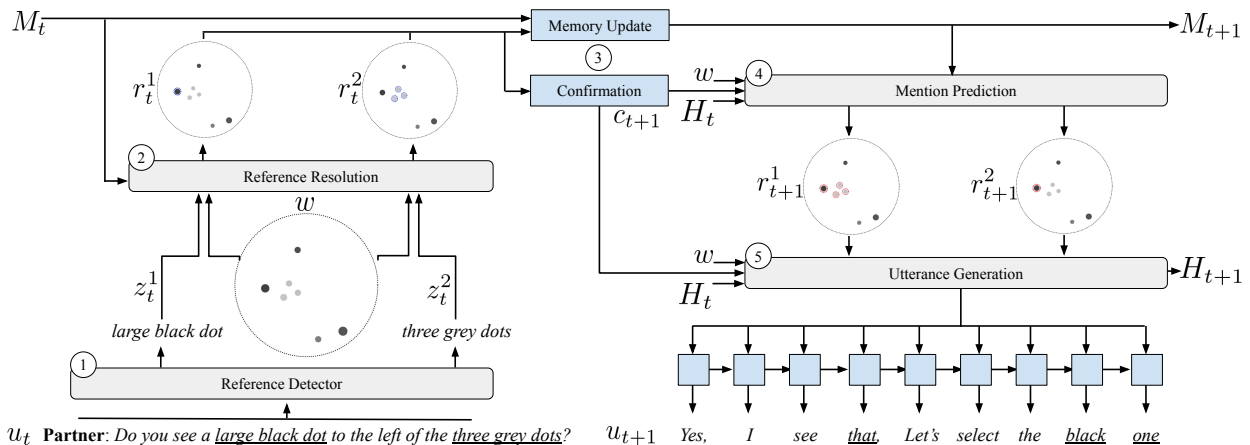 M_t
Memory Update
M_{t+1}
3
r_t^1
r_t^2
Confirmation
c_{t+1}
w
H_t
4
Mention Prediction
2
Reference Resolution
w
r_{t+1}^1
r_{t+1}^2
z_t^1
z_t^2
large black dot
three grey dots
w
H_t
5
Utterance Generation
H_{t+1}
1
Reference Detector
u_t Partner: Do you see a large black dot to the left of the three grey dots?
u_{t+1} Yes, I see that, Let's select the black one